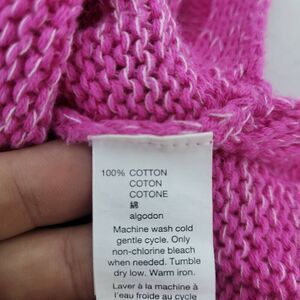 100% COTTON
COTON
COTONE
綿
algodon
Machine wash cold
gentle cycle. Only
non-chlorine bleach
when needed. Tumble
dry low. Warm iron.
Laver à la machine à
l'eau froide au cycle